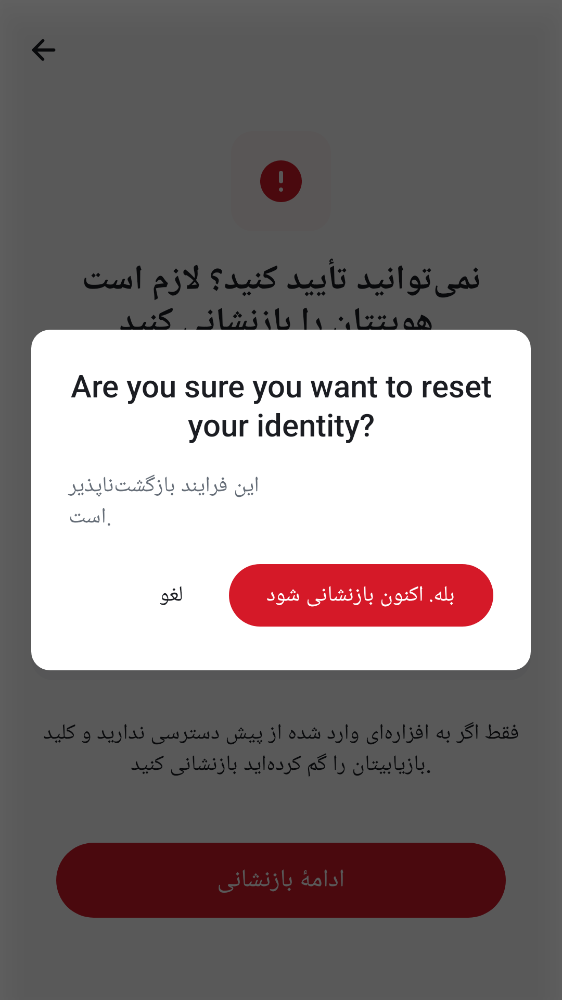 نمی‌توانید تأیید کنید؟ لازم است
هویتتان را بازنشانی کنید
Are you sure you want to reset
your identity?
این فرایند بازگشت‌ناپذیر
است.
لغو
بله. اکنون بازنشانی شود
فقط اگر به افزاره‌ای وارد شده از پیش دسترسی ندارید و کلید
بازیابیتان را گم کرده‌اید بازنشانی کنید.
ادامهٔ بازنشانی